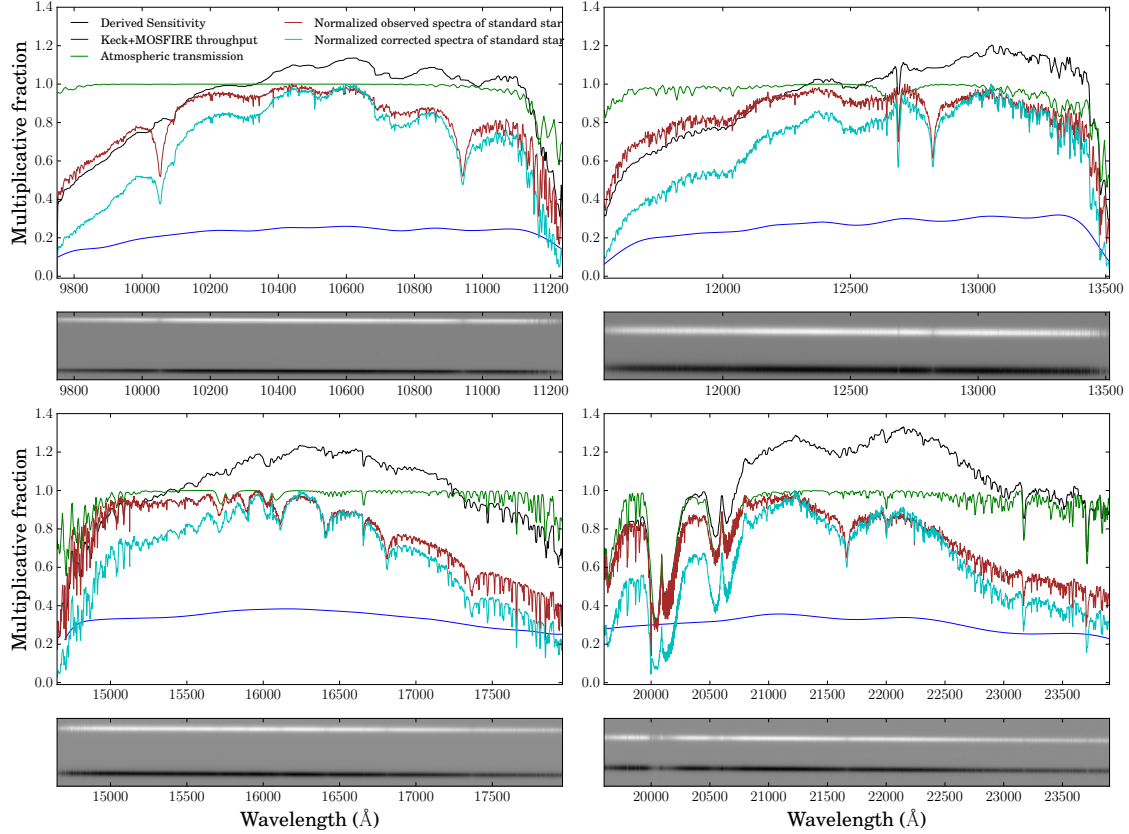 Derived Sensitivity
Keck+MOSFIRE throughput
Atmospheric transmission
Normalized observed spectra of standard star
Normalized corrected spectra of standard star
Multiplicative fraction
1.4
1.2
1.0
0.8
0.6
0.4
0.2
0.0
9800 10000 10200 10400 10600 10800 11000 11200
1.4
1.2
1.0
0.8
0.6
0.4
0.2
0.0
12000 12500 13000 13500
9800 10000 10200 10400 10600 10800 11000 11200
12000 12500 13000 13500
Multiplicative fraction
1.4
1.2
1.0
0.8
0.6
0.4
0.2
0.0
15000 15500 16000 16500 17000 17500
1.4
1.2
1.0
0.8
0.6
0.4
0.2
0.0
20000 20500 21000 21500 22000 22500 23000 23500
15000 15500 16000 16500 17000 17500
Wavelength (Å)
20000 20500 21000 21500 22000 22500 23000 23500
Wavelength (Å)